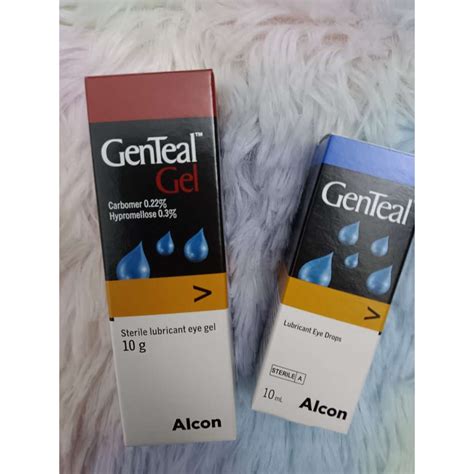 GenTeal™
Gel
Carbomer 0.22%
Hypromellose 0.3%
>
Sterile lubricant eye gel
10 g
Alcon
GenTeal
>
Lubricant Eye Drops
STERILE A
10 mL
Alcon